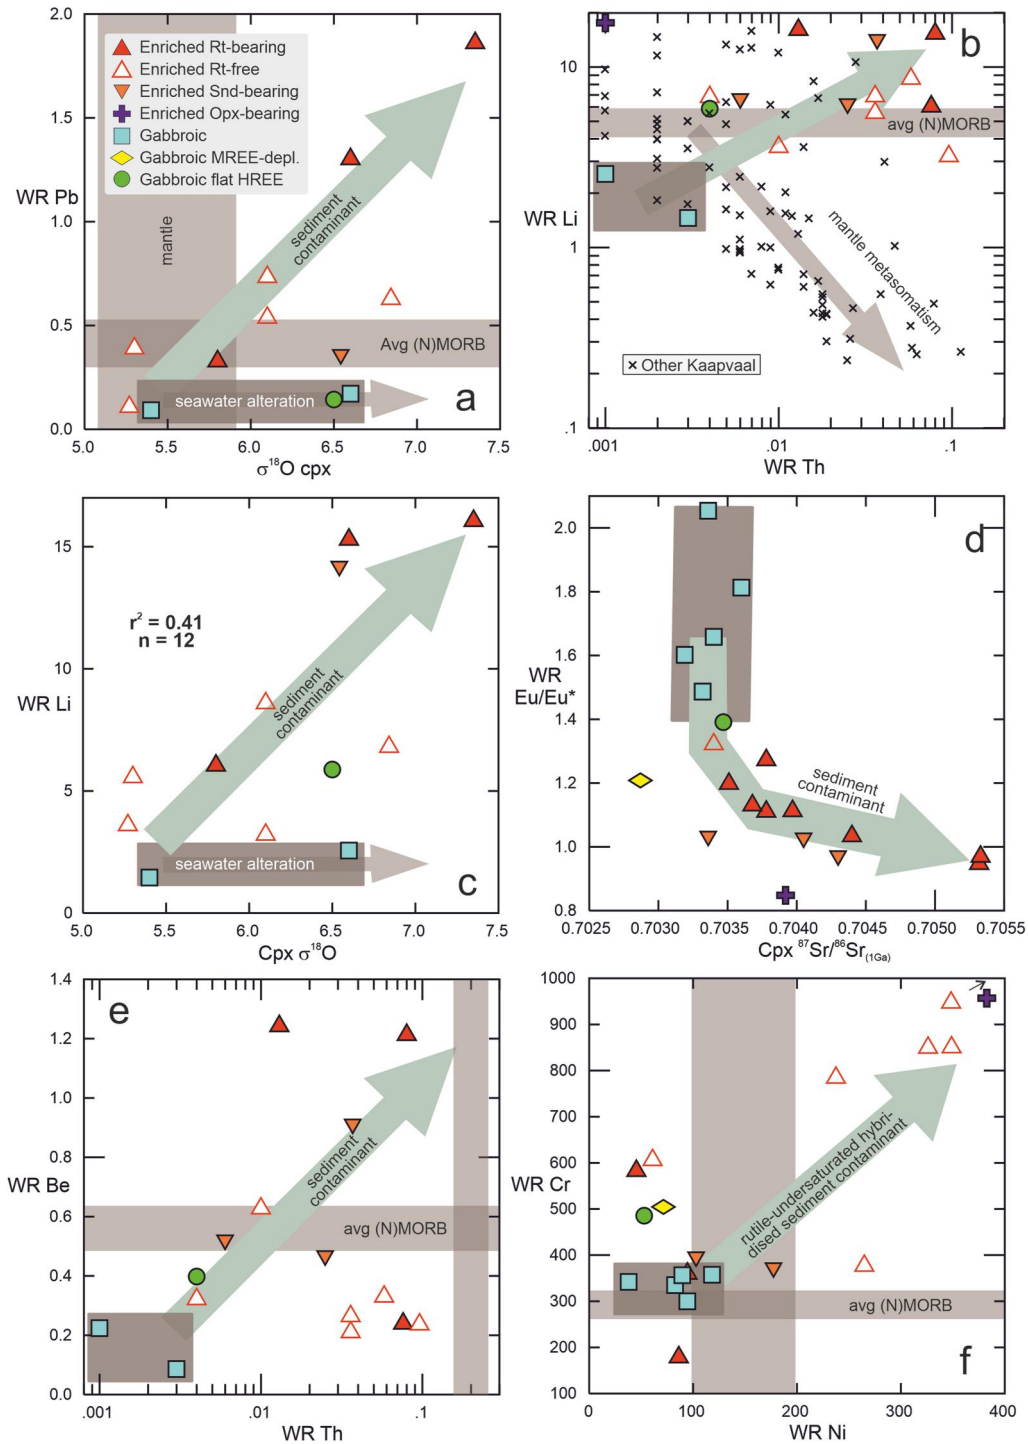 2.0
1.5
WR Pb
1.0
0.5
0.0
5.0
5.5
6.0
6.5
7.0
7.5
σ¹⁸O cpx
Enriched Rt-bearing
Enriched Rt-free
Enriched Snd-bearing
Enriched Opx-bearing
Gabbroic
Gabbroic MREE-depl.
Gabbroic flat HREE
mantle
sediment
contaminant
Avg (N)MORB
seawater alteration
a
10
WR Li
1
.1
.001
.01
.1
WR Th
b
avg (N)MORB
mantle metasomatism
× Other Kaapvaal
15
10
WR Li
5
0
5.0
5.5
6.0
6.5
7.0
7.5
Cpx σ¹⁸O
r² = 0.41
n = 12
sediment
contaminant
seawater alteration
c
2.0
1.8
1.6
WR
Eu/Eu*
1.4
1.2
1.0
0.8
0.7025
0.7035
0.704
0.7045
0.7050
0.7055
Cpx ⁸⁷Sr/⁸⁶Sr(1Ga)
sediment
contaminant
d
1.4
1.2
1.0
0.8
WR Be
0.6
0.4
0.2
0.0
.001
.01
.1
WR Th
e
sediment
contaminant
avg (N)MORB
1000
900
800
700
600
WR Cr
500
400
300
200
100
0
100
200
300
400
WR Ni
rutile-undersaturated hybri-
dised sediment contaminant
avg (N)MORB
f